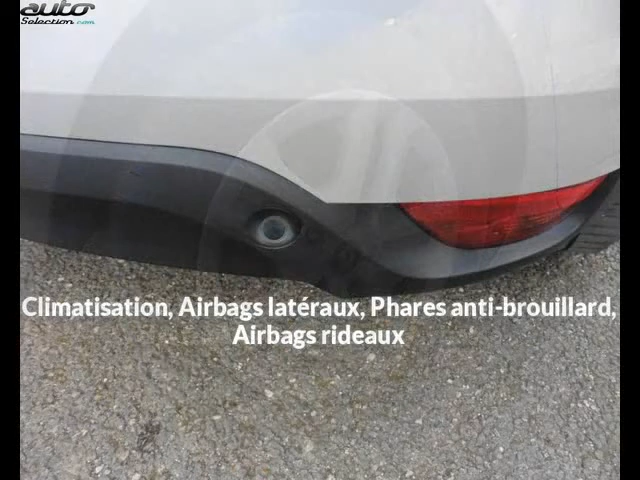 auto
Selection.com
Climatisation, Airbags latéraux, Phares anti-brouillard,
Airbags rideaux